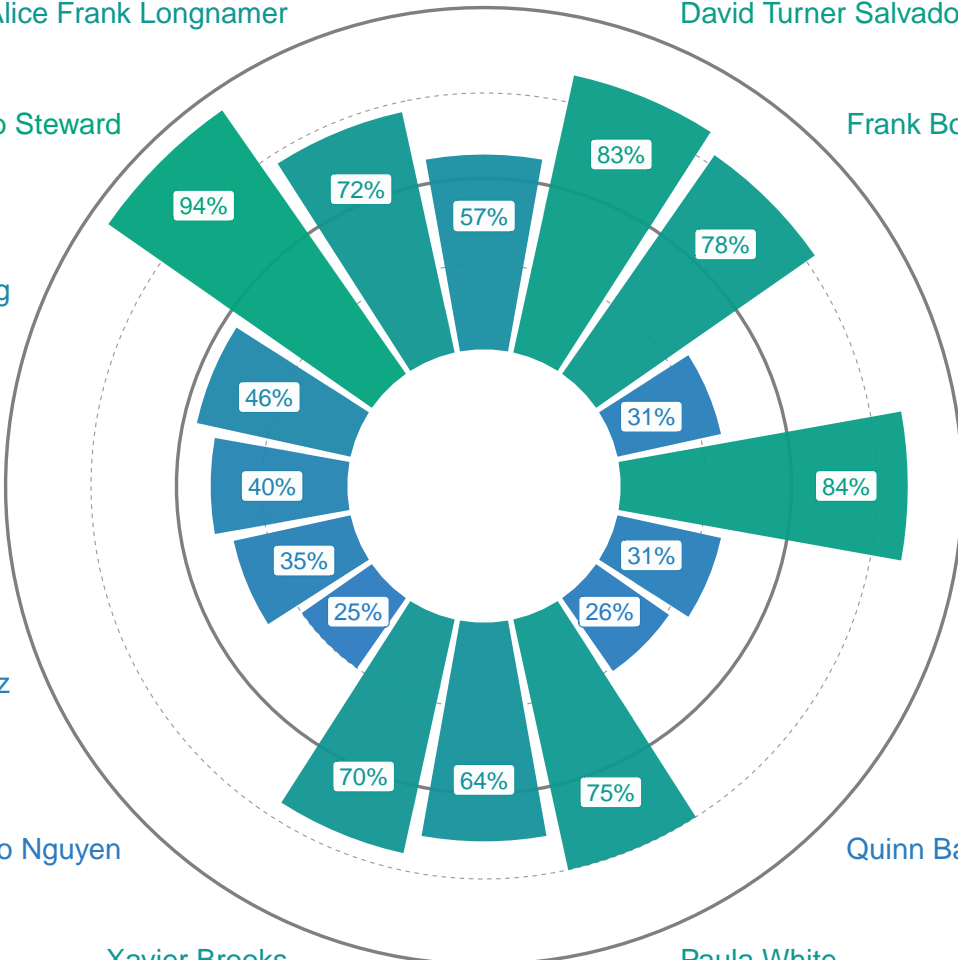 Alice Frank Longnamer
David Turner Salvado
o Steward
Frank Bo
83%
94%
72%
57%
78%
g
46%
31%
40%
84%
35%
31%
25%
26%
z
70%
64%
75%
o Nguyen
Quinn Ba
Xavier Brooks
Paula White